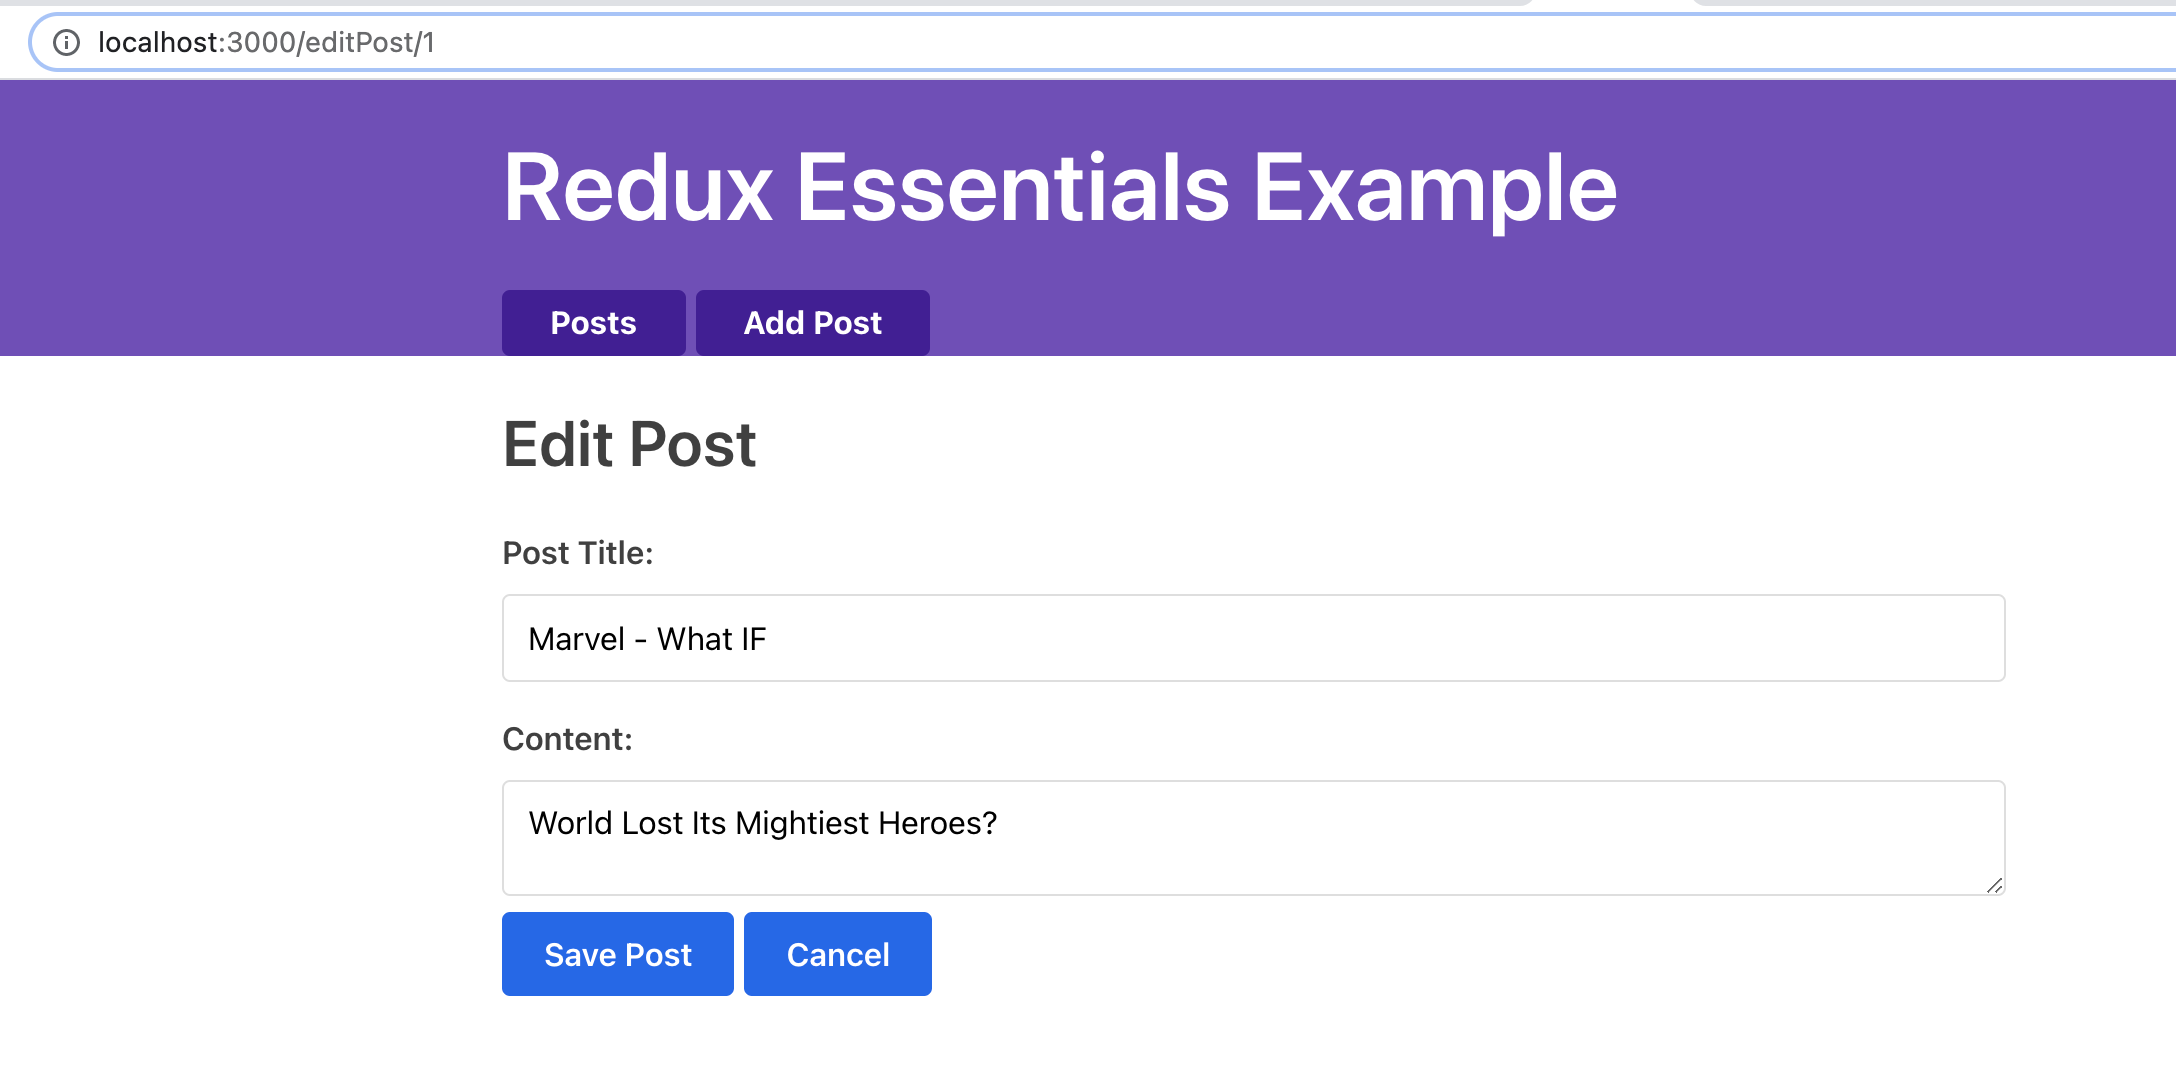 localhost:3000/editPost/1
Redux Essentials Example
Posts Add Post
Edit Post
Post Title:
Marvel - What IF
Content:
World Lost Its Mightiest Heroes?
Save Post Cancel